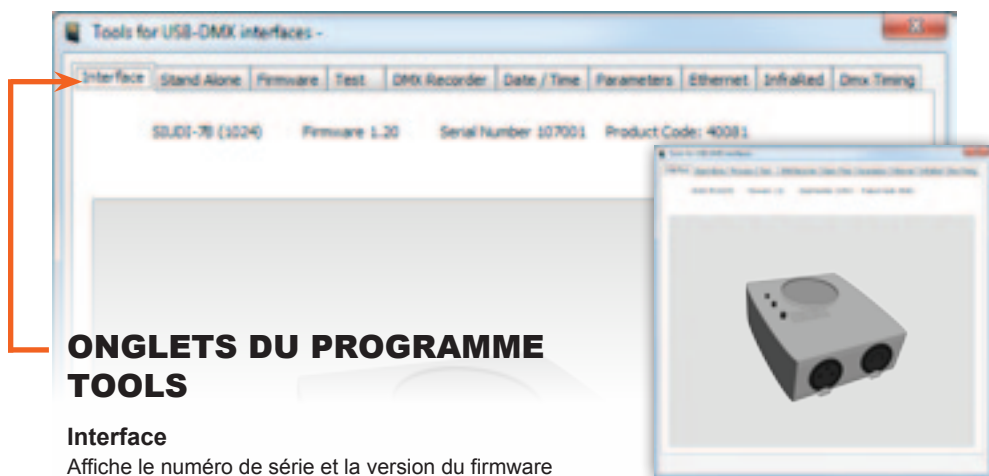 Tools for USB-DMX interfaces -
Interface Stand Alone Firmware Test DMX Recorder Date / Time Parameters Ethernet InfraRed Dmx Timing
SIUDI-7B (1024) Firmware 1.20 Serial Number 107001 Product Code: 40081
ONGLETS DU PROGRAMME
TOOLS
Interface
Affiche le numéro de série et la version du firmware